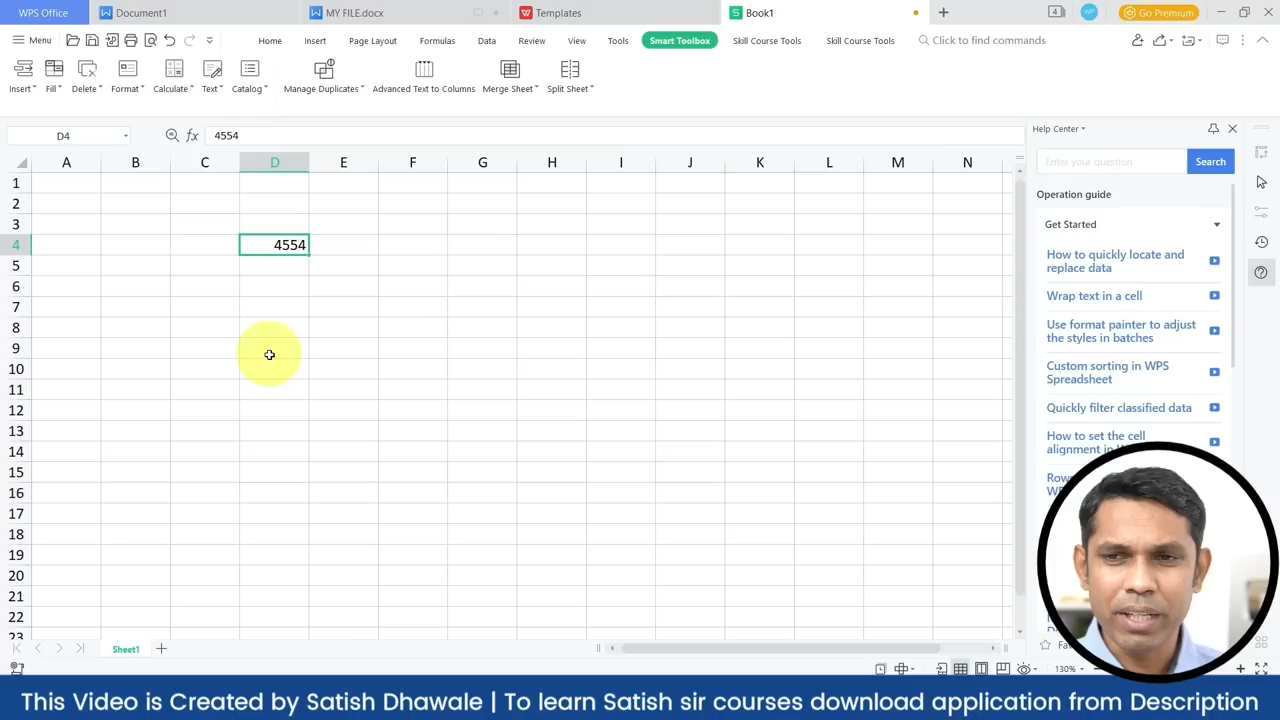 WPS Office
Document1
MY FILE.docx
Templates
Book1
+
4
WP
Go Premium
Menu
Home
Insert
Page Layout
Formulas
Data
Review
View
Tools
Smart Toolbox
Skill Course Tools
Skill Course Tools
Click to find commands
Insert
Fill
Delete
Format
Calculate
Text
Catalog
Manage Duplicates
Advanced Text to Columns
Merge Sheet
Split Sheet
D4
fx
4554
Help Center
A B C D E F G H I J K L M N
Enter your question
Search
1
2
3
4 4554
5
6
7
8
9
10
11
12
13
14
15
16
17
18
19
20
21
22
23
Operation guide
Get Started
How to quickly locate and
replace data
Wrap text in a cell
Use format painter to adjust
the styles in batches
Custom sorting in WPS
Spreadsheet
Quickly filter classified data
How to set the cell
alignment in
Sheet1
130%
This Video is Created by Satish Dhawale | To learn Satish sir courses download application from Description